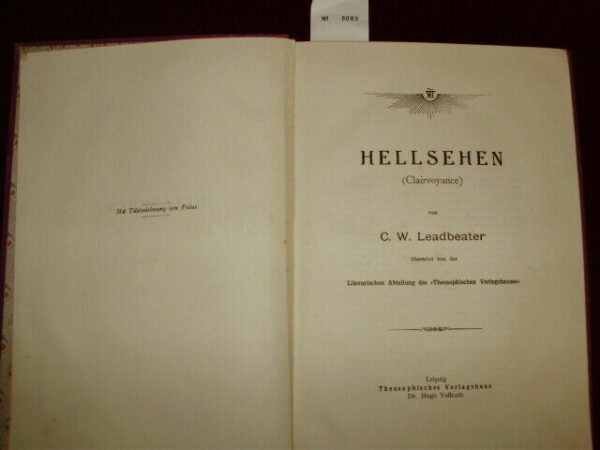 № 0083
Mit Titelzeichnung von Fidus
HELLSEHEN
(Clairvoyance)
von
C. W. Leadbeater
übersetzt von der
Literarischen Abteilung des »Theosophischen Verlagshauses«
Leipzig
Theosophisches Verlagshaus
Dr. Hugo Vollrath